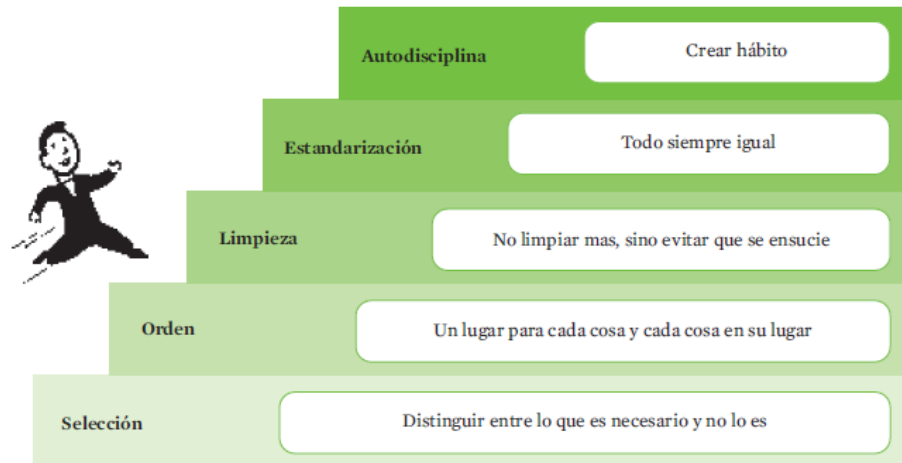 Autodisciplina
Crear hábito
Estandarización
Todo siempre igual
Limpieza
No limpiar mas, sino evitar que se ensucie
Orden
Un lugar para cada cosa y cada cosa en su lugar
Selección
Distinguir entre lo que es necesario y no lo es